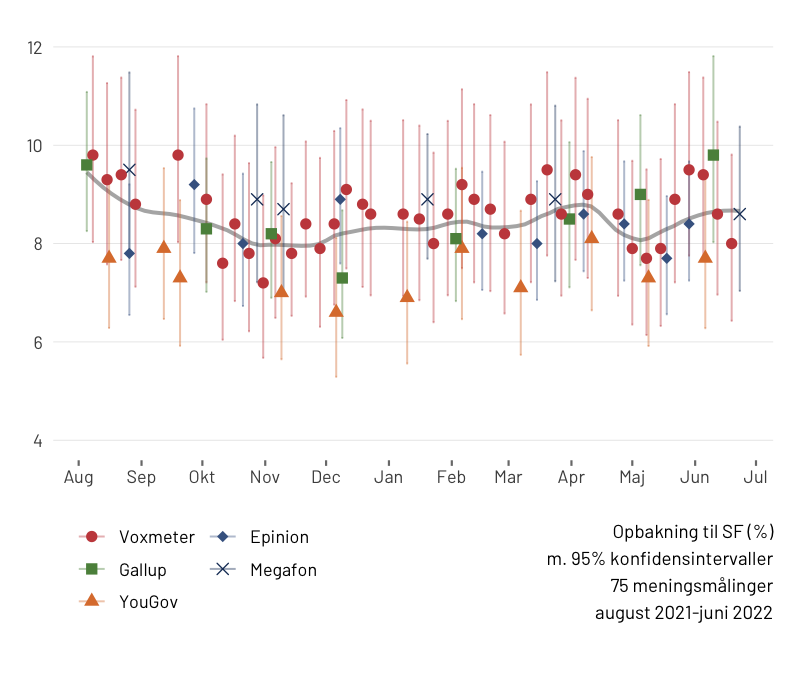 12
10
8
6
4
Aug Sep Okt Nov Dec Jan Feb Mar Apr Maj Jun Jul
Voxmeter Epinion
Gallup Megafon
YouGov
Opbakning til SF (%)
m. 95% konfidensintervaller
75 meningsmålinger
august 2021-juni 2022